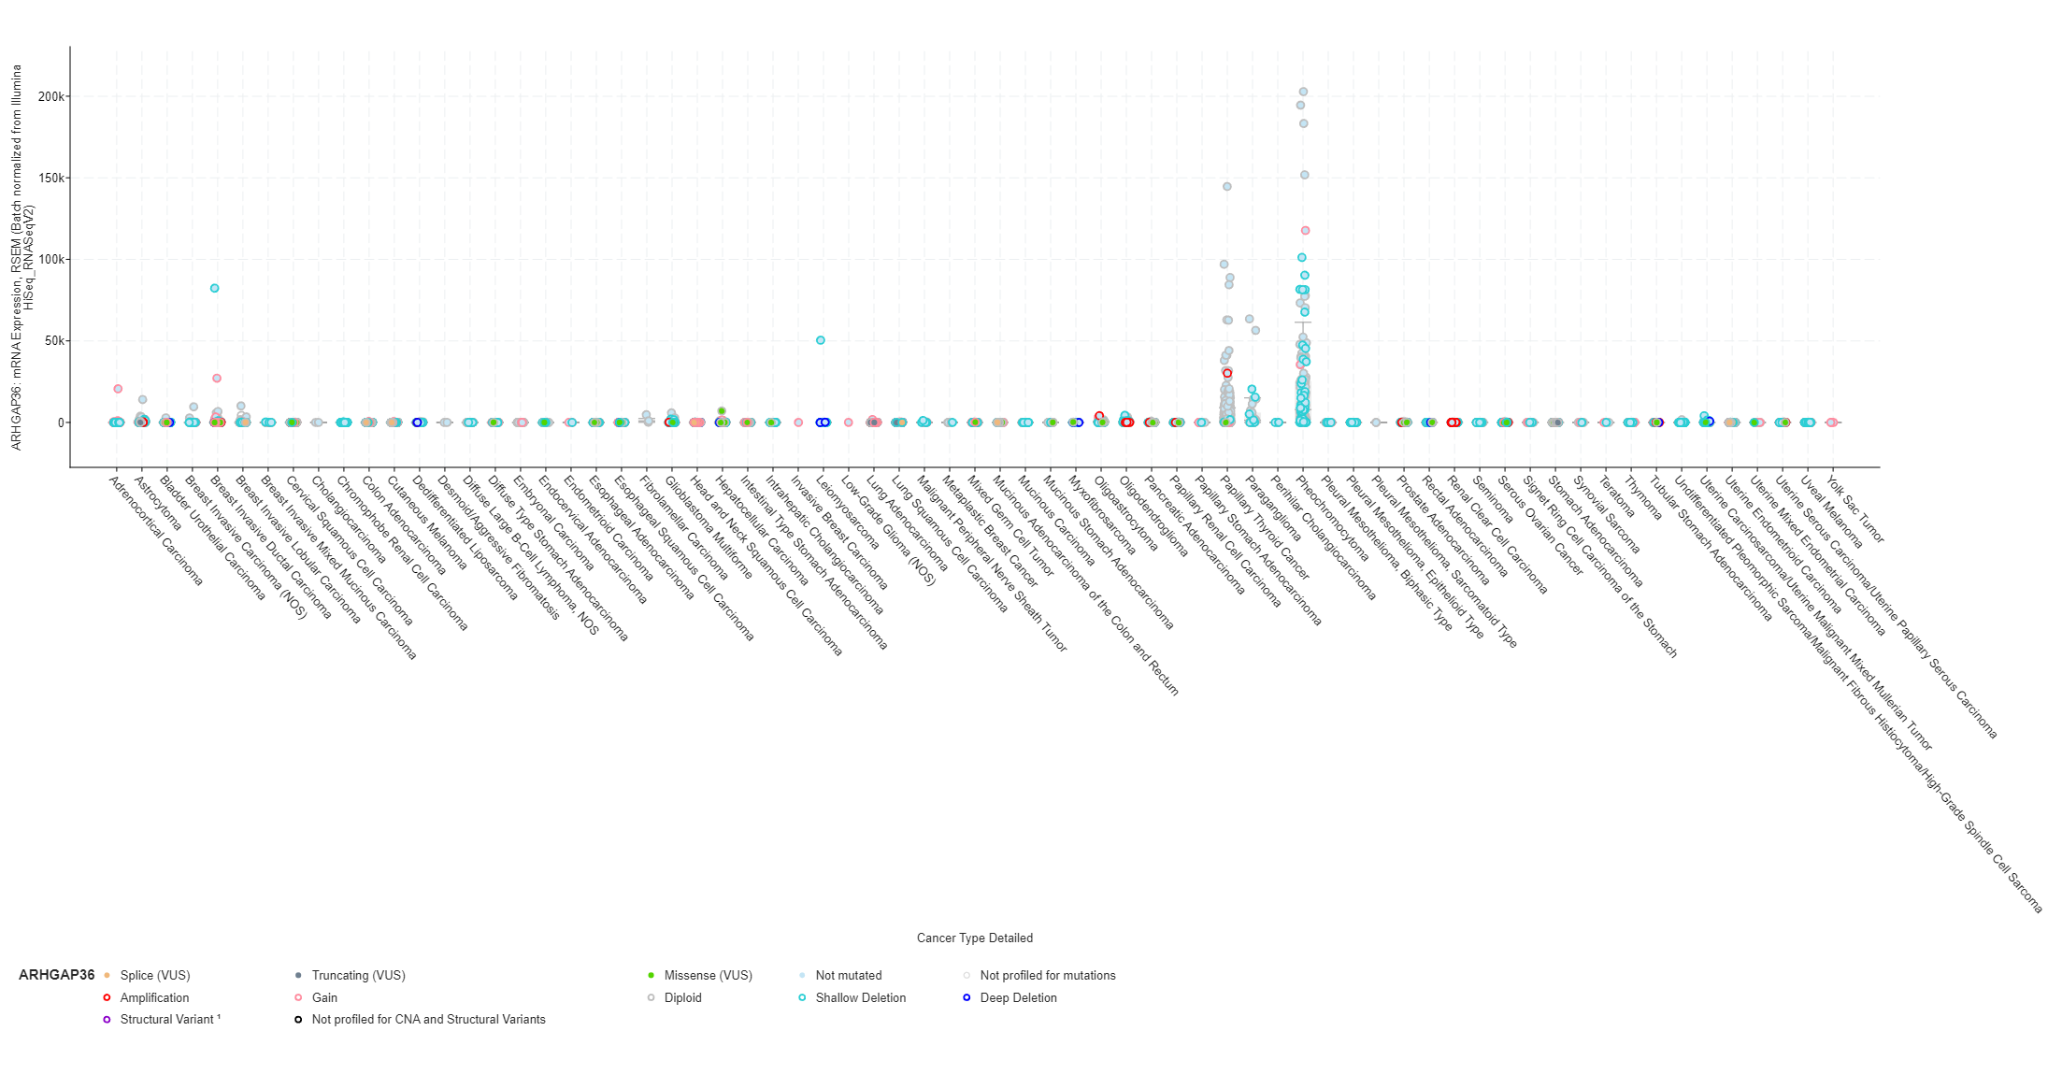 ARHGAP36: mRNA Expression, RSEM (Batch normalized from Illumina
HiSeq_RNASeqV2)
200k
150k
100k
50k
0
Adrenocortical Carcinoma
Astrocytoma
Bladder Urothelial Carcinoma
Breast Invasive Carcinoma (NOS)
Breast Invasive Ductal Carcinoma
Breast Invasive Lobular Carcinoma
Breast Invasive Mixed Mucinous Carcinoma
Cervical Squamous Cell Carcinoma
Cholangiocarcinoma
Chromophobe Renal Cell Carcinoma
Colon Adenocarcinoma
Cutaneous Melanoma
Dedifferentiated Liposarcoma
Desmoid/Aggressive Fibromatosis
Diffuse Large B-Cell Lymphoma, NOS
Diffuse Type Stomach Adenocarcinoma
Embryonal Carcinoma
Endocervical Adenocarcinoma
Endometrioid Carcinoma
Esophageal Adenocarcinoma
Esophageal Squamous Cell Carcinoma
Fibrolamellar Carcinoma
Glioblastoma Multiforme
Head and Neck Squamous Cell Carcinoma
Hepatocellular Carcinoma
Intestinal Type Stomach Adenocarcinoma
Intrahepatic Cholangiocarcinoma
Invasive Breast Carcinoma
Leiomyosarcoma
Low-Grade Glioma (NOS)
Lung Adenocarcinoma
Lung Squamous Cell Carcinoma
Malignant Peripheral Nerve Sheath Tumor
Metaplastic Breast Cancer
Mixed Germ Cell Tumor
Mucinous Adenocarcinoma of the Colon and Rectum
Mucinous Carcinoma
Mucinous Stomach Adenocarcinoma
Myxofibrosarcoma
Oligoastrocytoma
Oligodendroglioma
Pancreatic Adenocarcinoma
Papillary Renal Cell Carcinoma
Papillary Stomach Adenocarcinoma
Papillary Thyroid Cancer
Paraganglioma
Perihilar Cholangiocarcinoma
Pheochromocytoma
Pleural Mesothelioma, Biphasic Type
Pleural Mesothelioma, Epithelioid Type
Pleural Mesothelioma, Sarcomatoid Type
Prostate Adenocarcinoma
Rectal Adenocarcinoma
Renal Clear Cell Carcinoma
Seminoma
Serous Ovarian Cancer
Signet Ring Cell Carcinoma of the Stomach
Stomach Adenocarcinoma
Synovial Sarcoma
Teratoma
Thymoma
Tubular Stomach Adenocarcinoma
Undifferentiated Pleomorphic Sarcoma/Malignant Fibrous Histiocytoma/High-Grade Spindle Cell Sarcoma
Uterine Carcinosarcoma/Uterine Malignant Mixed Mullerian Tumor
Uterine Endometrioid Carcinoma
Uterine Mixed Endometrial Carcinoma
Uterine Serous Carcinoma/Uterine Papillary Serous Carcinoma
Uveal Melanoma
Yolk Sac Tumor
Cancer Type Detailed
ARHGAP36 Splice (VUS) Truncating (VUS) Missense (VUS) Not mutated Not profiled for mutations
Amplification Gain Diploid Shallow Deletion Deep Deletion
Structural Variant ¹ Not profiled for CNA and Structural Variants